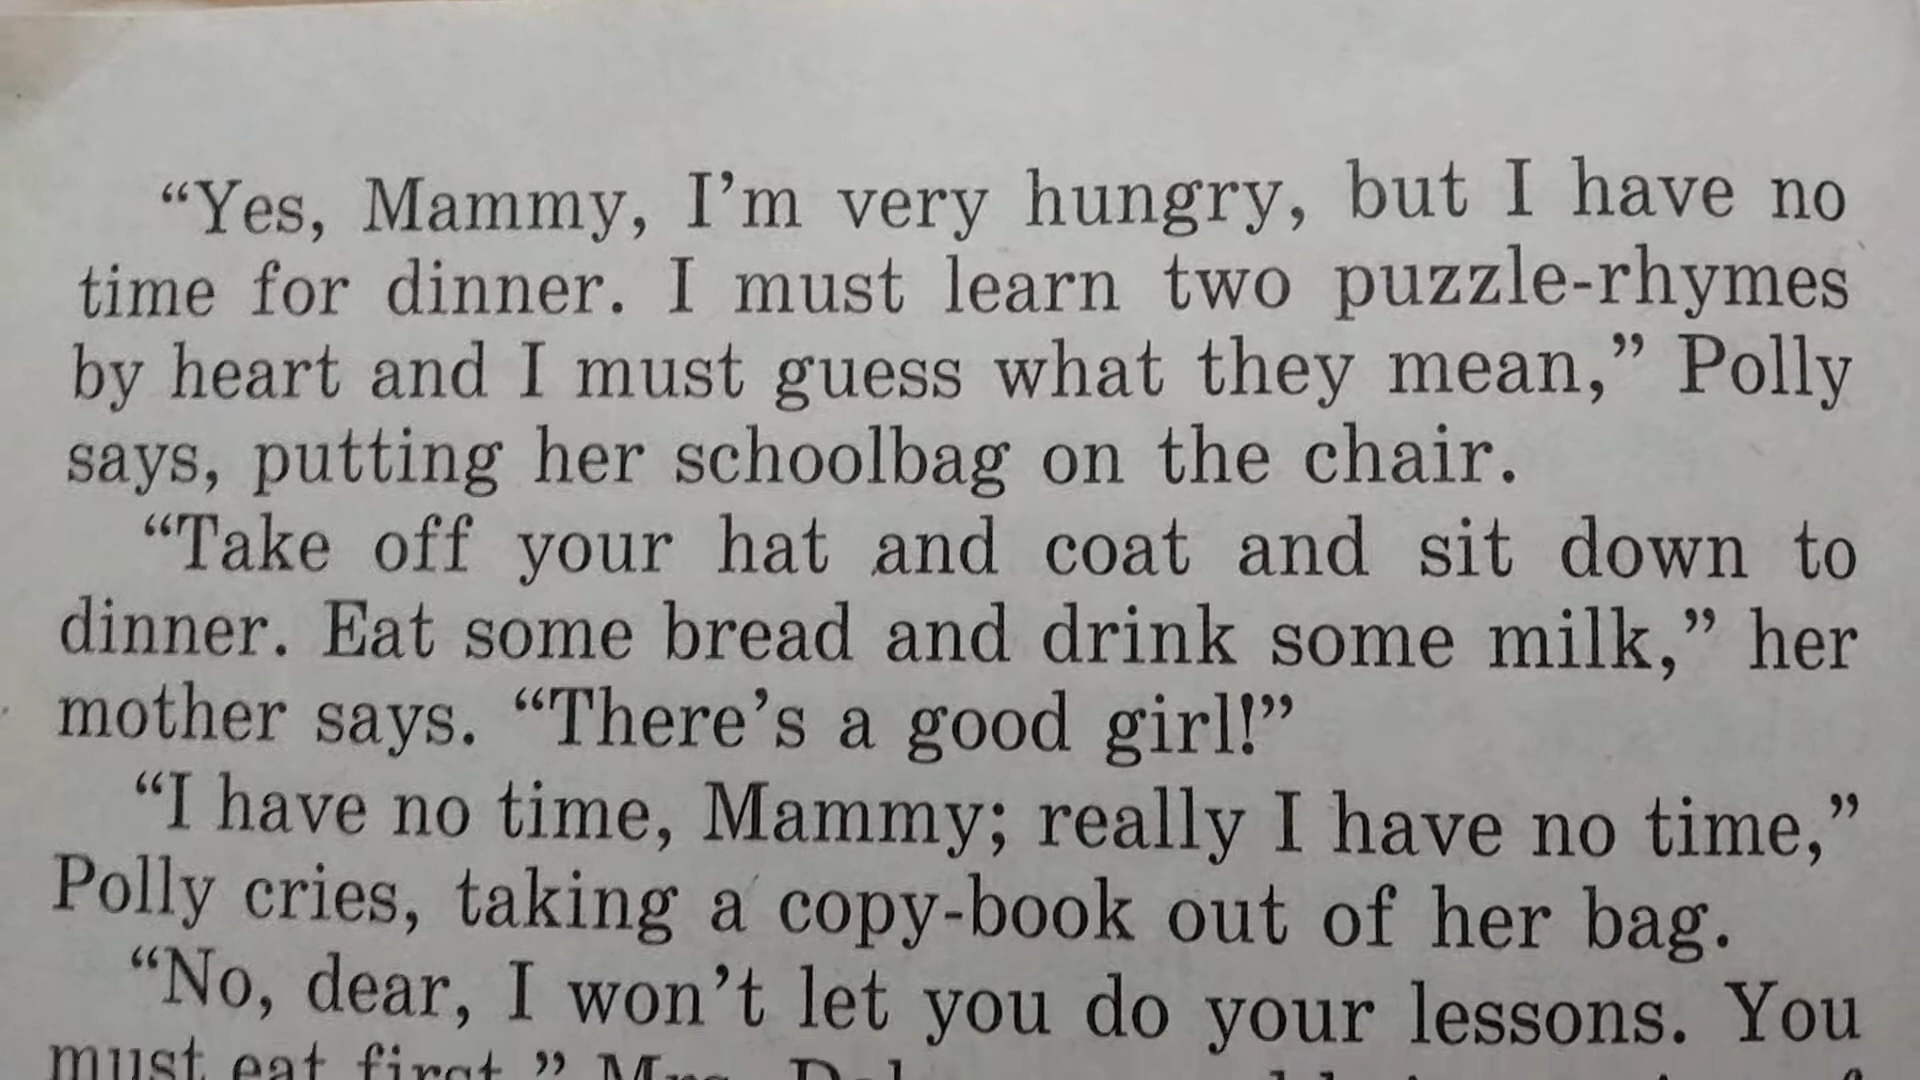 “Yes, Mammy, I’m very hungry, but I have no
time for dinner. I must learn two puzzle-rhymes
by heart and I must guess what they mean,” Polly
says, putting her schoolbag on the chair.
“Take off your hat and coat and sit down to
dinner. Eat some bread and drink some milk,” her
mother says. “There’s a good girl!”
“I have no time, Mammy; really I have no time,”
Polly cries, taking a copy-book out of her bag.
“No, dear, I won’t let you do your lessons. You
must eat first,” Mrs.